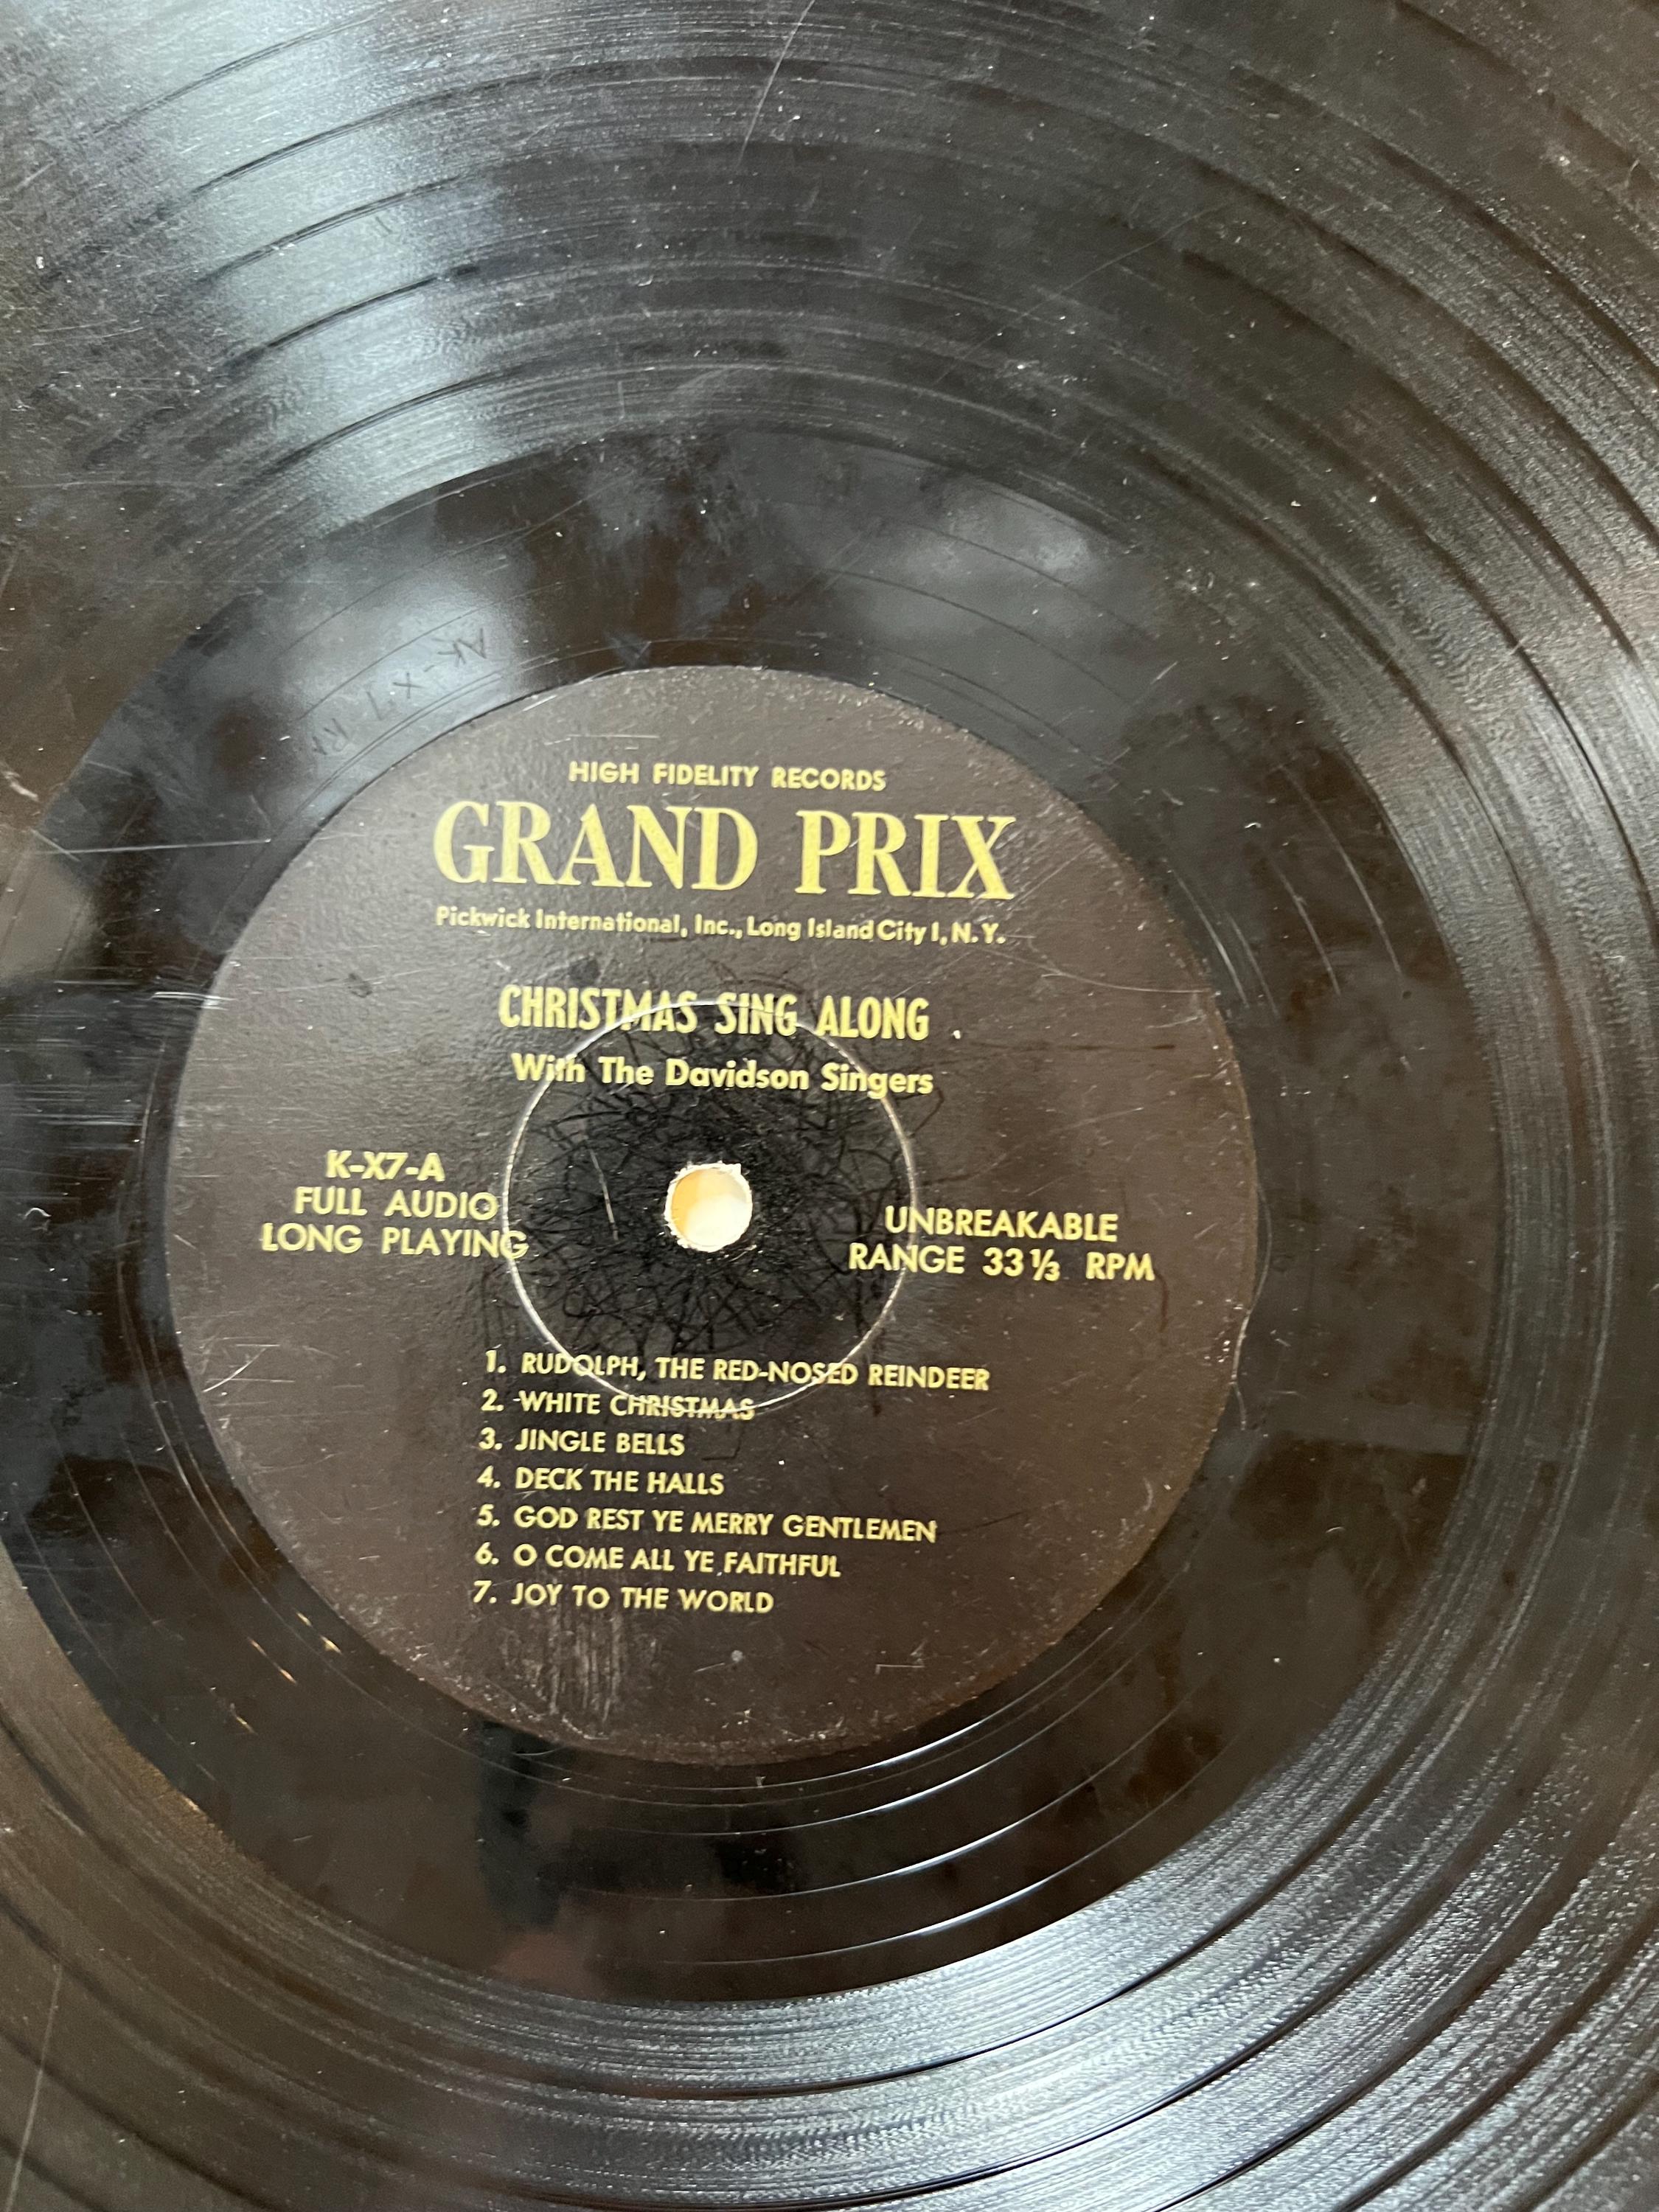 HIGH FIDELITY RECORDS
GRAND PRIX
Pickwick International, Inc., Long Island City 1, N.Y.
CHRISTMAS SING ALONG
With The Davidson Singers
K-X7-A
FULL AUDIO
LONG PLAYING
UNBREAKABLE
RANGE 33⅓ RPM
1. RUDOLPH, THE RED-NOSED REINDEER
2. WHITE CHRISTMAS
3. JINGLE BELLS
4. DECK THE HALLS
5. GOD REST YE MERRY GENTLEMEN
6. O COME ALL YE FAITHFUL
7. JOY TO THE WORLD